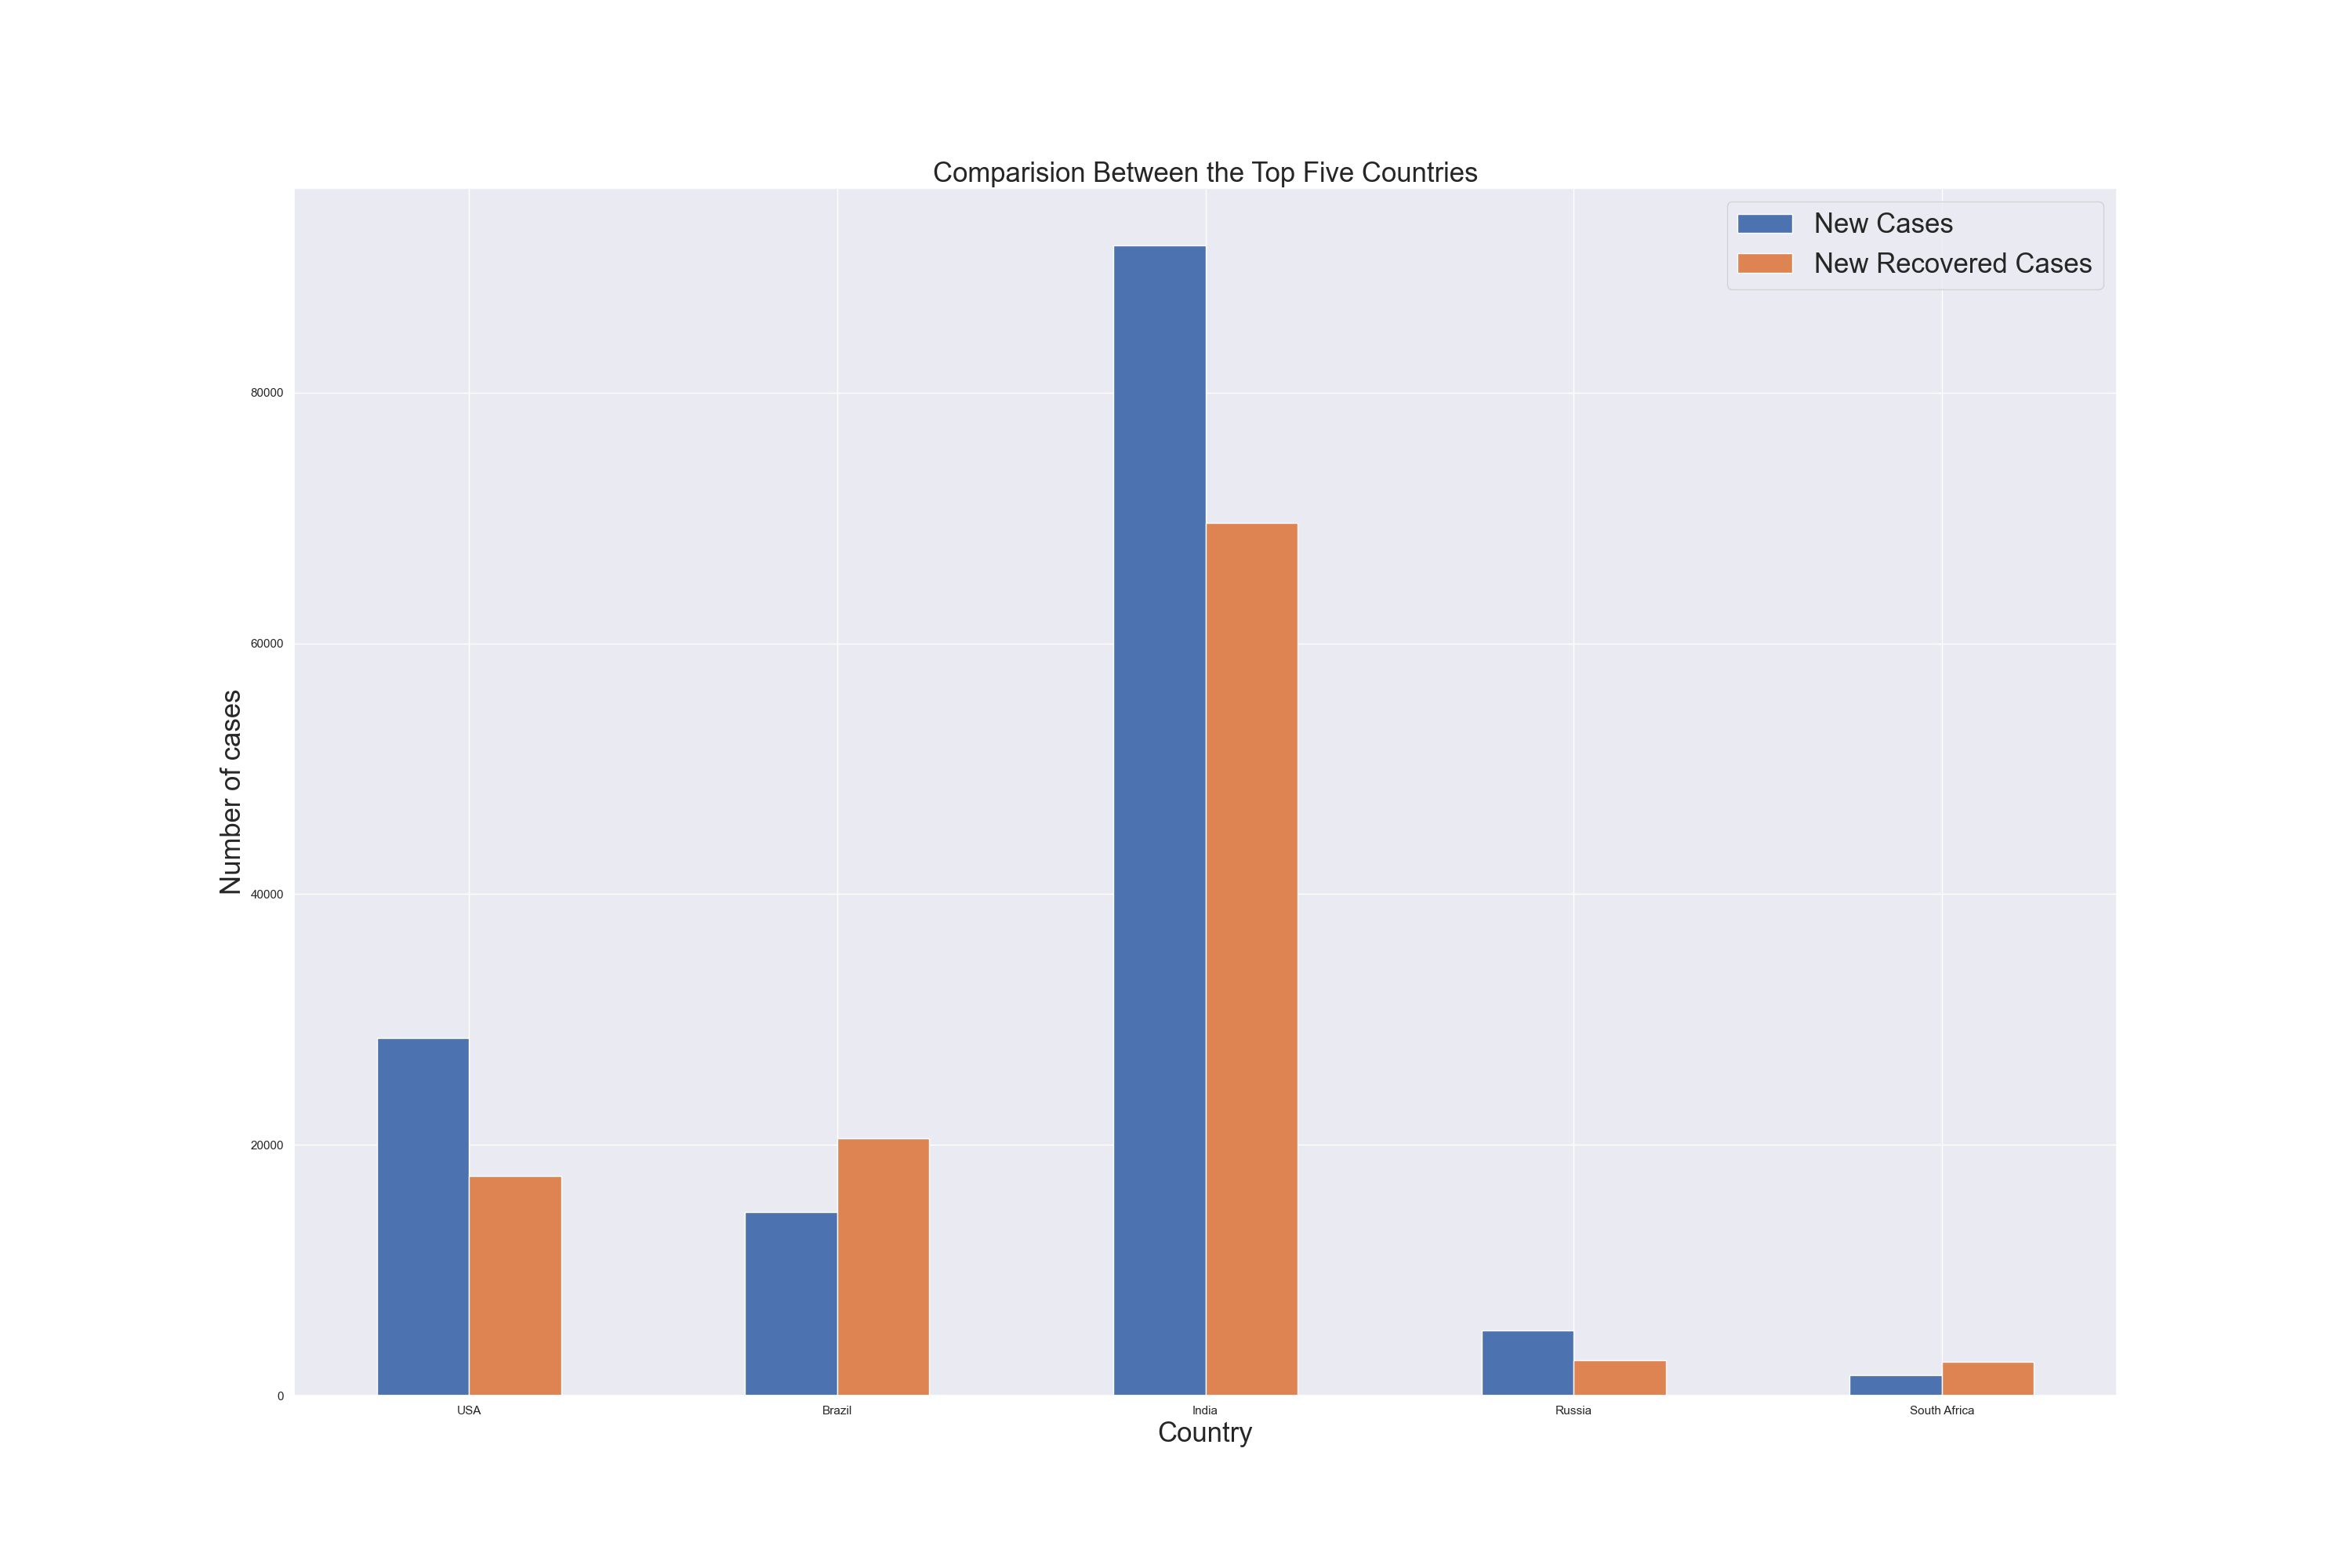 Comparision Between the Top Five Countries
New Cases
New Recovered Cases
80000
60000
40000
20000
0
Number of cases
USA
Brazil
India
Russia
South Africa
Country